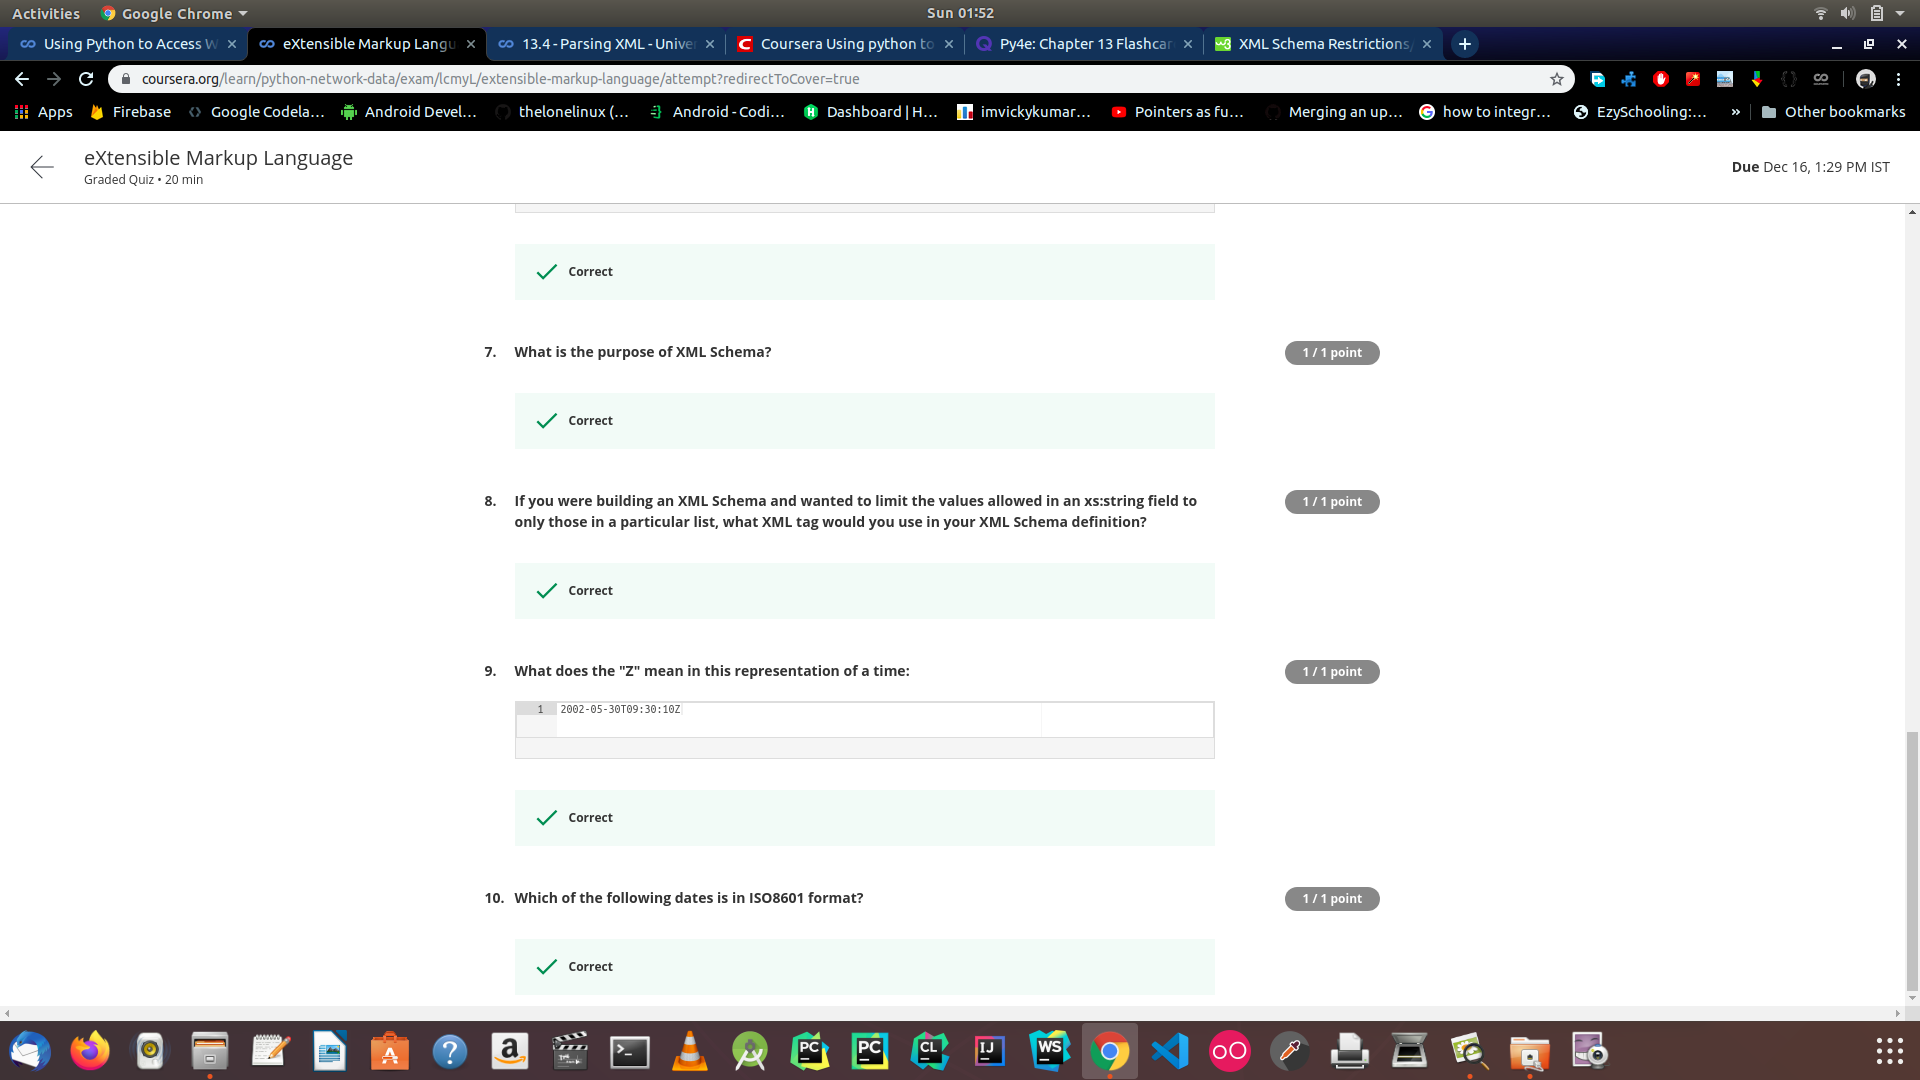 Activities
Google Chrome
Sun 01:52
Using Python to Access W
eXtensible Markup Langu
13.4 - Parsing XML - Unive
Coursera Using python to
Py4e: Chapter 13 Flashcar
XML Schema Restrictions/
coursera.org/learn/python-network-data/exam/lcmyL/extensible-markup-language/attempt?redirectToCover=true
Apps
Firebase
Google Codela...
Android Devel...
thelonelinux (...
Android - Codi...
Dashboard | H...
imvickykumar...
Pointers as fu...
Merging an up...
how to integr...
EzySchooling:...
»
Other bookmarks
eXtensible Markup Language
Graded Quiz • 20 min
Due Dec 16, 1:29 PM IST
Correct
7. What is the purpose of XML Schema?
1 / 1 point
Correct
8. If you were building an XML Schema and wanted to limit the values allowed in an xs:string field to
only those in a particular list, what XML tag would you use in your XML Schema definition?
1 / 1 point
Correct
9. What does the "Z" mean in this representation of a time:
1 / 1 point
1 2002-05-30T09:30:10Z
Correct
10. Which of the following dates is in ISO8601 format?
1 / 1 point
Correct